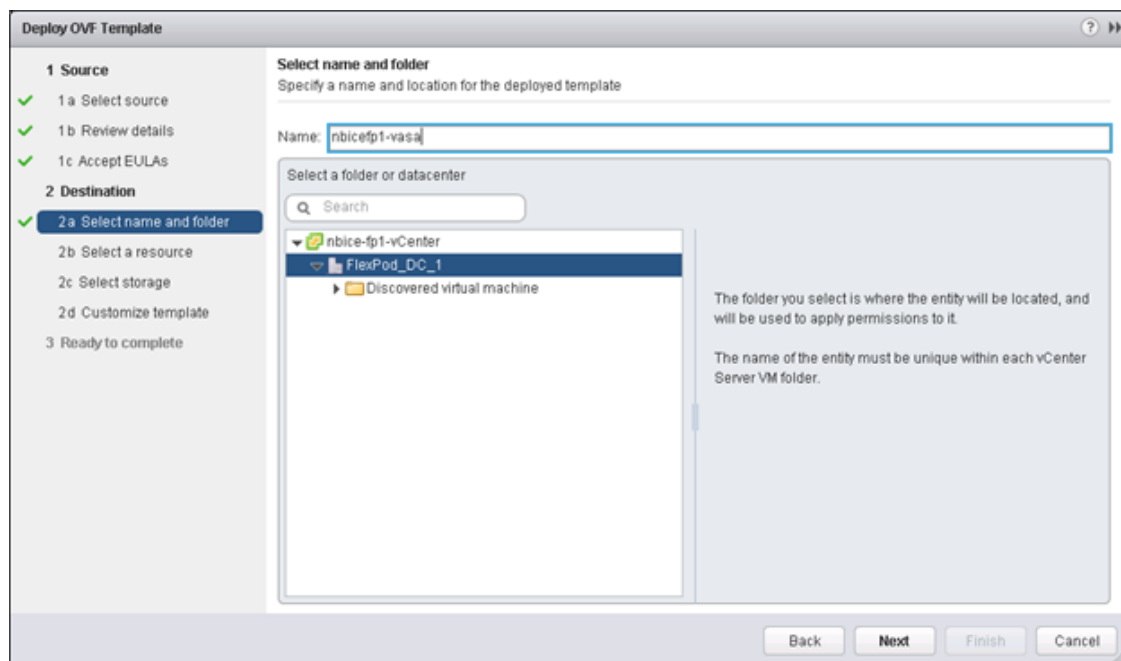 Deploy OVF Template
1 Source
1a Select source
1b Review details
1c Accept EULAs
2 Destination
2a Select name and folder
2b Select a resource
2c Select storage
2d Customize template
3 Ready to complete
Select name and folder
Specify a name and location for the deployed template
Name: nbicefp1-vasa
Select a folder or datacenter
Search
nbice-fp1-vCenter
FlexPod_DC_1
Discovered virtual machine
The folder you select is where the entity will be located, and
will be used to apply permissions to it.
The name of the entity must be unique within each vCenter
Server VM folder.
Back Next Finish Cancel